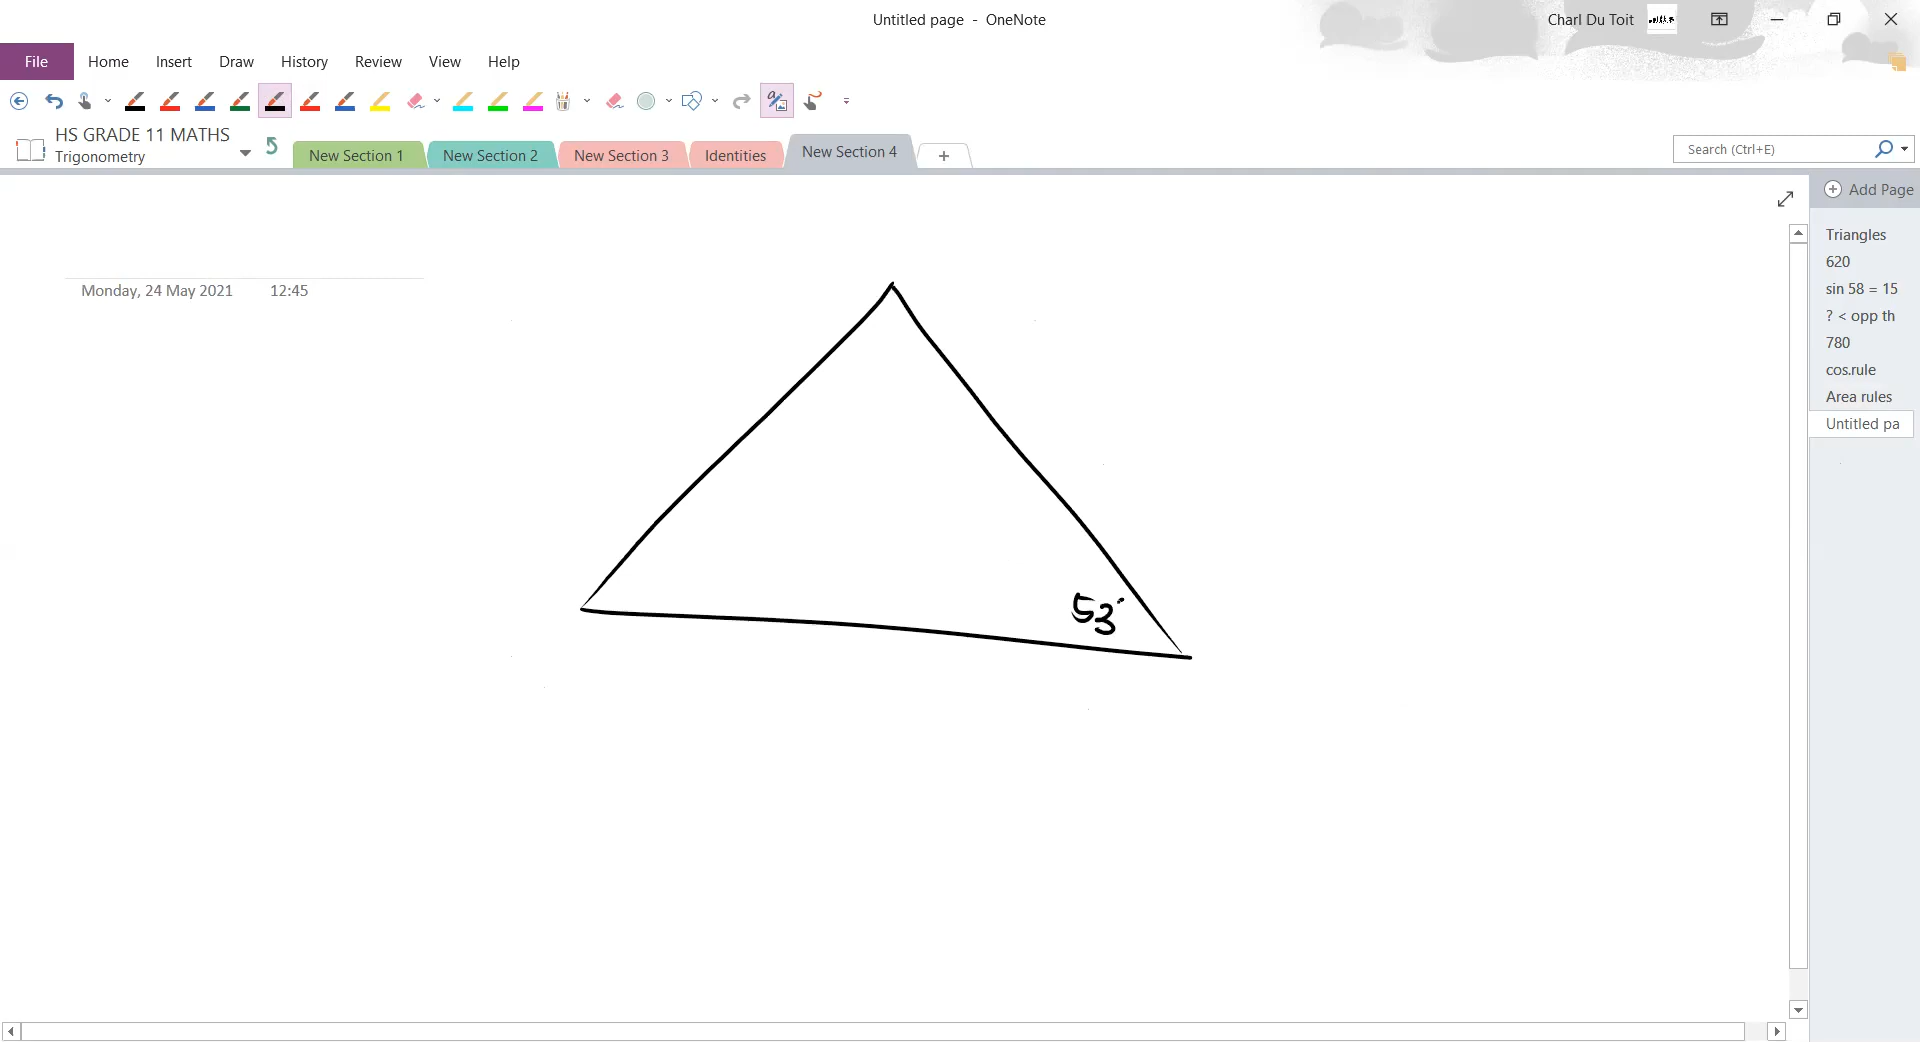 Untitled page - OneNote
Charl Du Toit
File Home Insert Draw History Review View Help
HS GRADE 11 MATHS
Trigonometry
New Section 1 New Section 2 New Section 3 Identities New Section 4 +
Search (Ctrl+E)
Add Page
Triangles
620
sin 58 = 15
? < opp th
780
cos.rule
Area rules
Untitled pa
Monday, 24 May 2021 12:45
53°